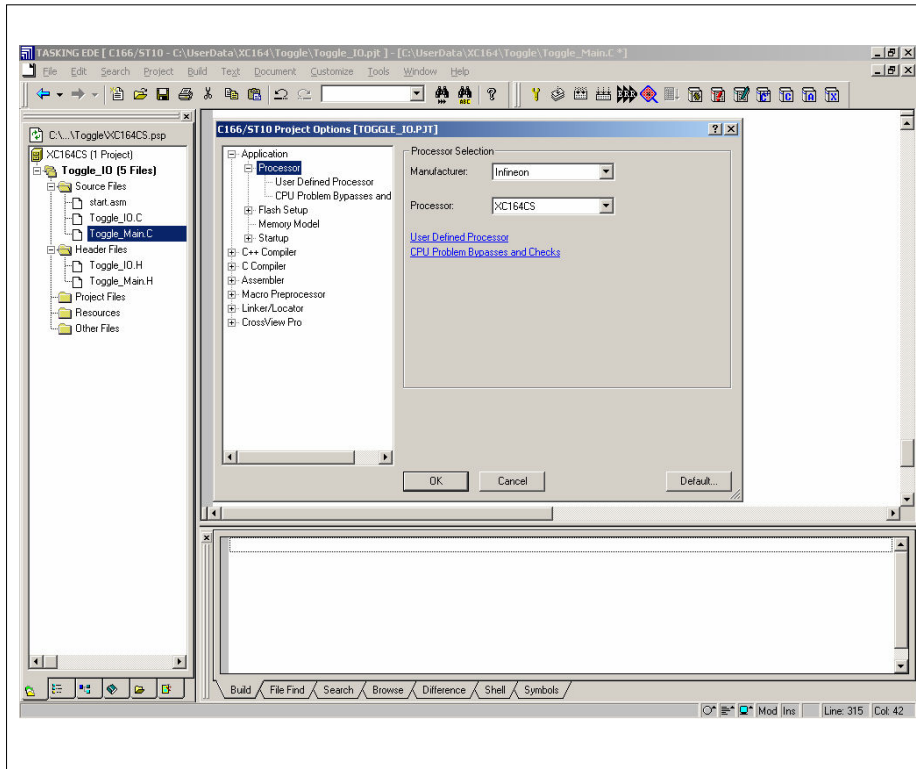 TASKING EDE [ C166/ST10 - C:\UserData\XC164\Toggle\Toggle_IO.pjt ] - [C:\UserData\XC164\Toggle\Toggle_Main.C *]
File Edit Search Project Build Text Document Customize Tools Window Help
C:\...\Toggle\XC164CS.psp
XC164CS (1 Project)
Toggle_IO (5 Files)
Source Files
start.asm
Toggle_IO.C
Toggle_Main.C
Header Files
Toggle_IO.H
Toggle_Main.H
Project Files
Resources
Other Files
C166/ST10 Project Options [TOGGLE_IO.PJT]
Application
Processor
User Defined Processor
CPU Problem Bypasses and
Flash Setup
Memory Model
Startup
C++ Compiler
C Compiler
Assembler
Macro Preprocessor
Linker/Locator
CrossView Pro
Processor Selection
Manufacturer: Infineon
Processor: XC164CS
User Defined Processor
CPU Problem Bypasses and Checks
OK Cancel Default...
Build File Find Search Browse Difference Shell Symbols
Mod Ins Line: 315 Col: 42